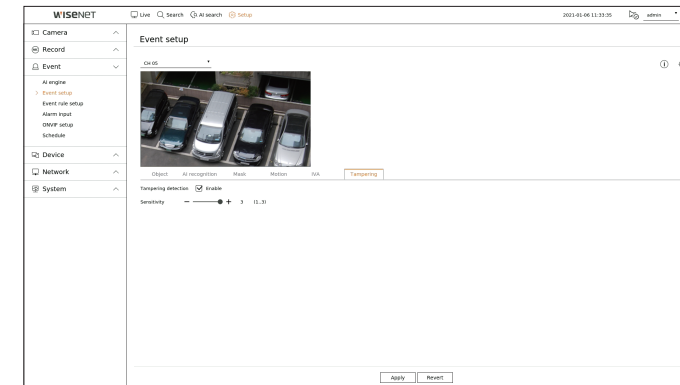 WISENET
Live Search AI search Setup 2021-01-06 11:33:35 admin
Camera
Record
Event
AI engine
Event setup
Event rule setup
Alarm input
ONVIF setup
Schedule
Device
Network
System
Event setup
CH 05
Object AI recognition Mask Motion IVA Tampering
Tampering detection Enable
Sensitivity 3 (1..3)
Apply Revert